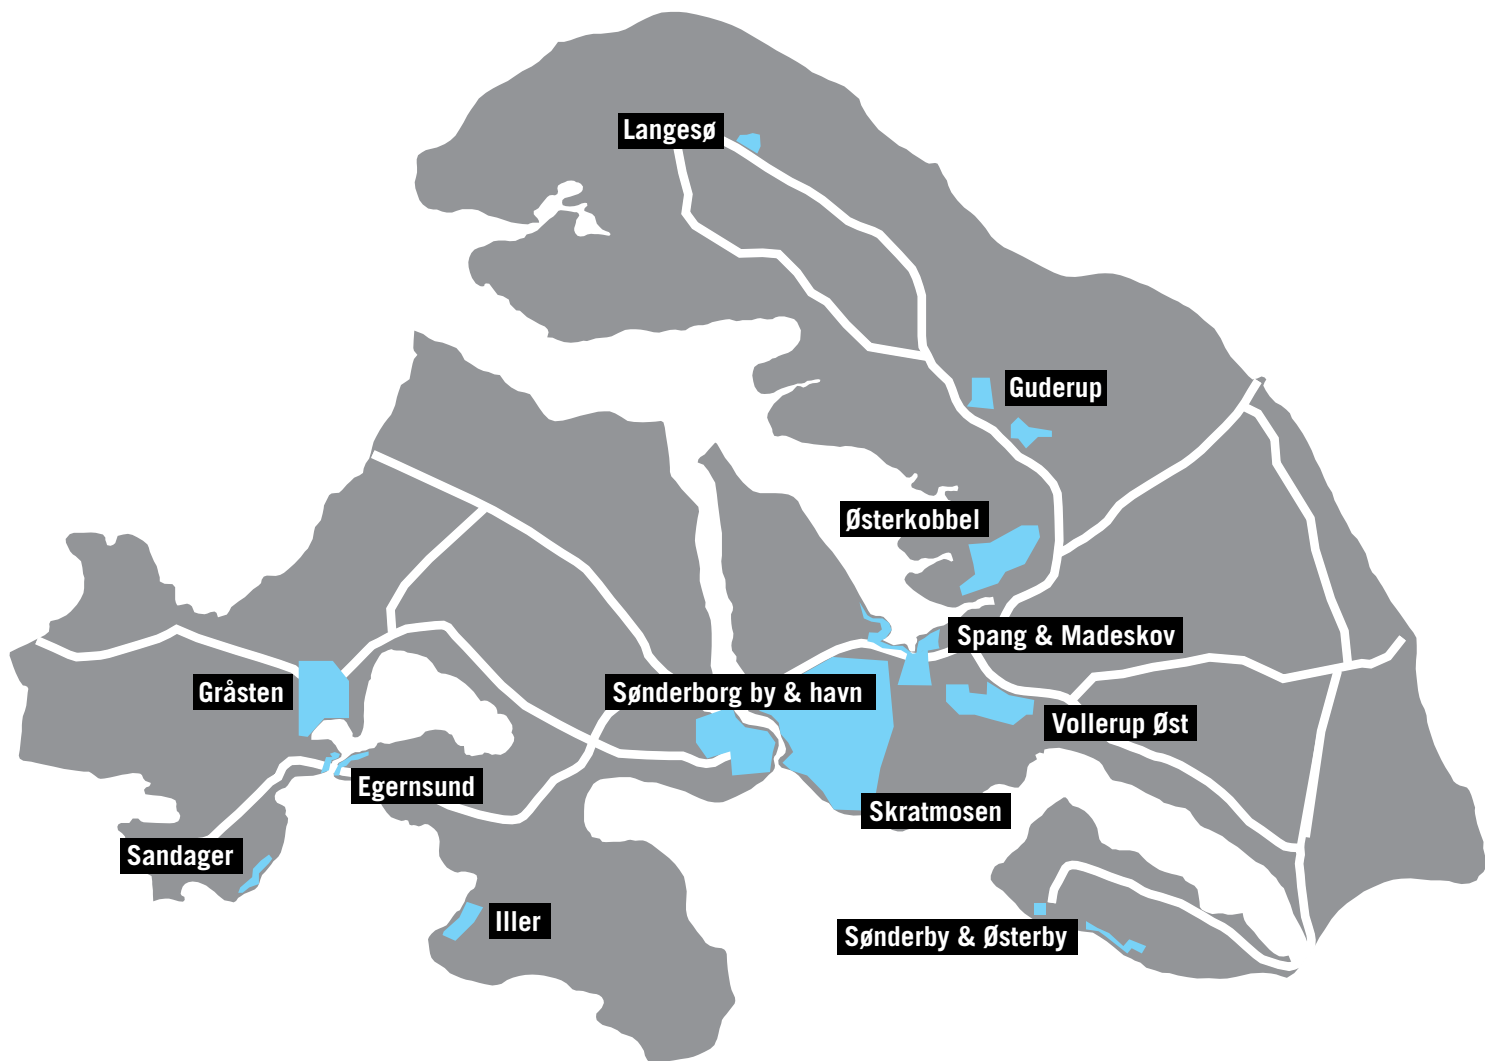 Langesø
Guderup
Østerkobbel
Spang & Madeskov
Gråsten
Sønderborg by & havn
Vollerup Øst
Egernsund
Skratmosen
Sandager
Iller
Sønderby & Østerby